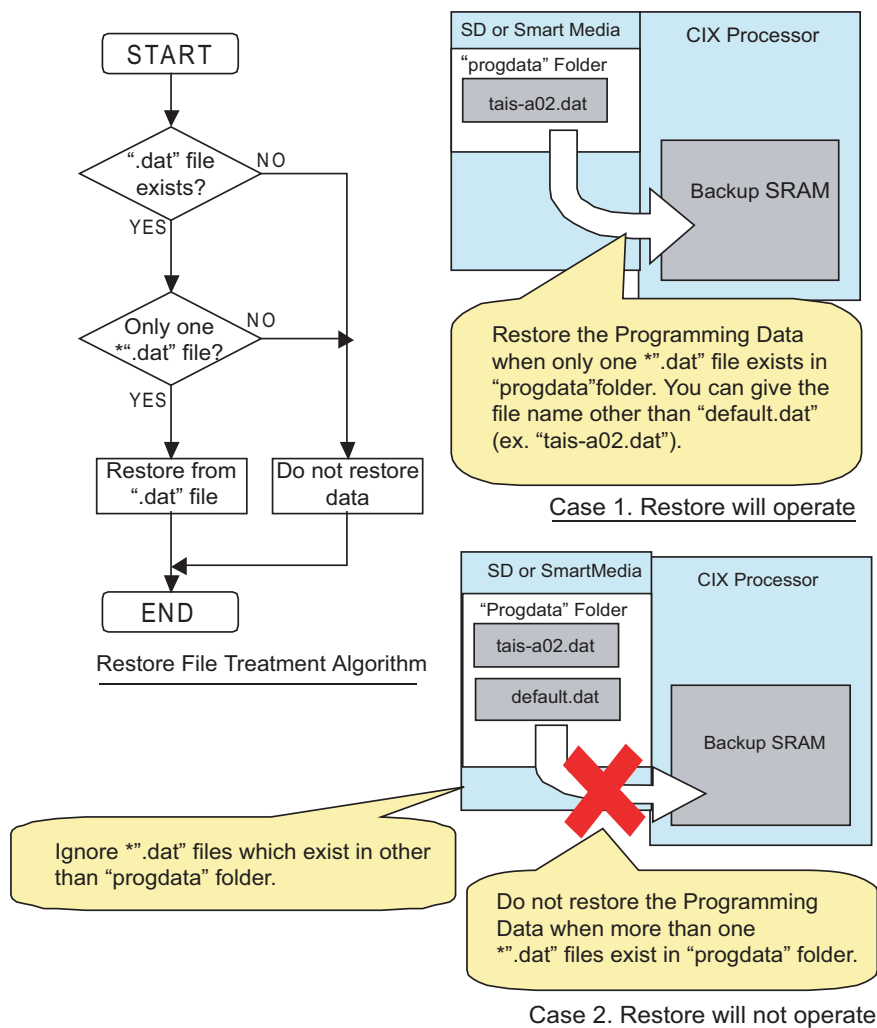 START
".dat" file
exists?
NO
YES
Only one
*".dat" file?
NO
YES
Restore from
".dat" file
Do not restore
data
END
Restore File Treatment Algorithm
SD or Smart Media
CIX Processor
"progdata" Folder
tais-a02.dat
Backup SRAM
Restore the Programming Data
when only one *".dat" file exists in
"progdata"folder. You can give the
file name other than "default.dat"
(ex. "tais-a02.dat").
Case 1. Restore will operate
SD or SmartMedia
CIX Processor
"Progdata" Folder
tais-a02.dat
default.dat
Backup SRAM
Ignore *".dat" files which exist in other
than "progdata" folder.
Do not restore the Programming
Data when more than one
*".dat" files exist in "progdata" folder.
Case 2. Restore will not operate